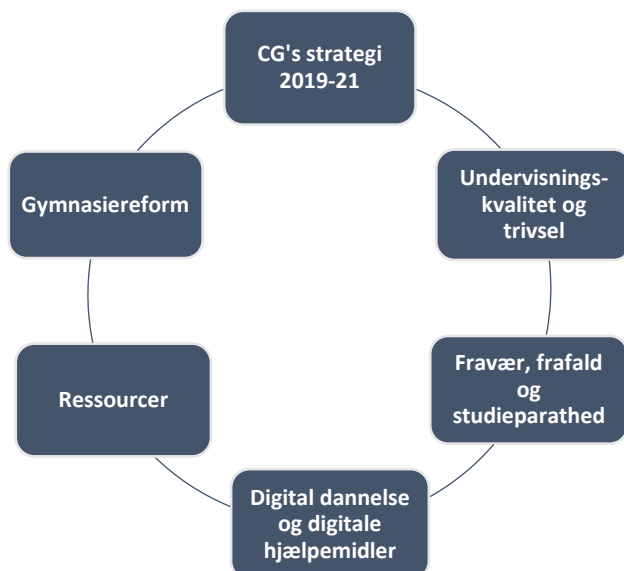 CG's strategi
2019-21
Undervisnings-
kvalitet og
trivsel
Fravær, frafald
og
studieparathed
Digital dannelse
og digitale
hjælpemidler
Ressourcer
Gymnasiereform